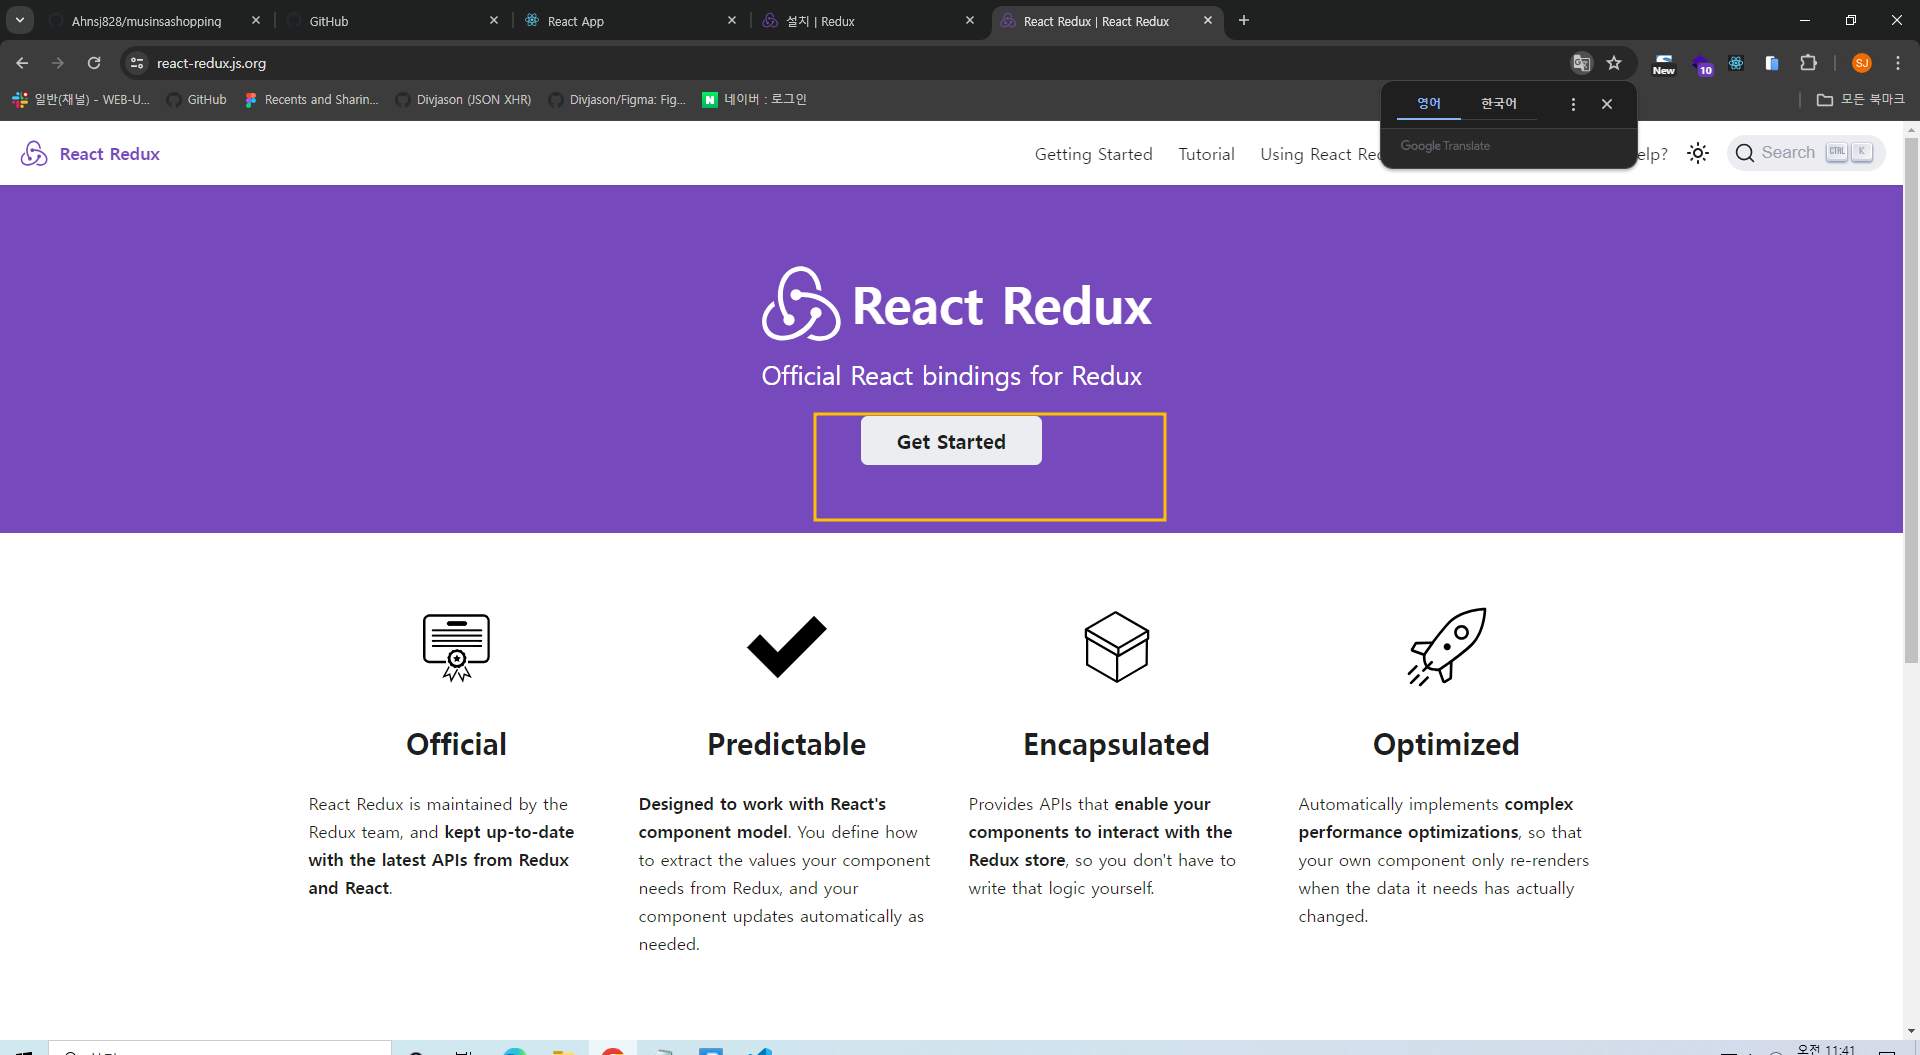 Ahnsj828/musinsashopping
GitHub
React App
설치 | Redux
React Redux | React Redux
react-redux.js.org
New
10
SJ
일반(채널) - WEB-U...
GitHub
Recents and Sharin...
Divjason (JSON XHR)
Divjason/Figma: Fig...
N
네이버 : 로그인
모든 북마크
영어
한국어
Google Translate
React Redux
Getting Started
Tutorial
Using React Red
elp?
Search
CTRL
K
React Redux
Official React bindings for Redux
Get Started
Official
React Redux is maintained by the
Redux team, and kept up-to-date
with the latest APIs from Redux
and React.
Predictable
Designed to work with React's
component model. You define how
to extract the values your component
needs from Redux, and your
component updates automatically as
needed.
Encapsulated
Provides APIs that enable your
components to interact with the
Redux store, so you don't have to
write that logic yourself.
Optimized
Automatically implements complex
performance optimizations, so that
your own component only re-renders
when the data it needs has actually
changed.
오전 11:41